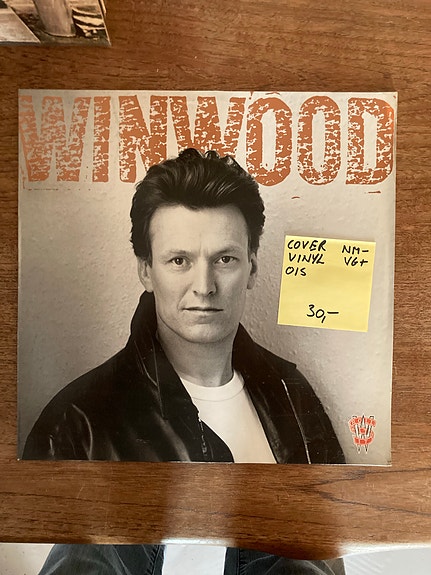 WINWOOD
COVER NM-
VINYL VG+
OIS
30,-